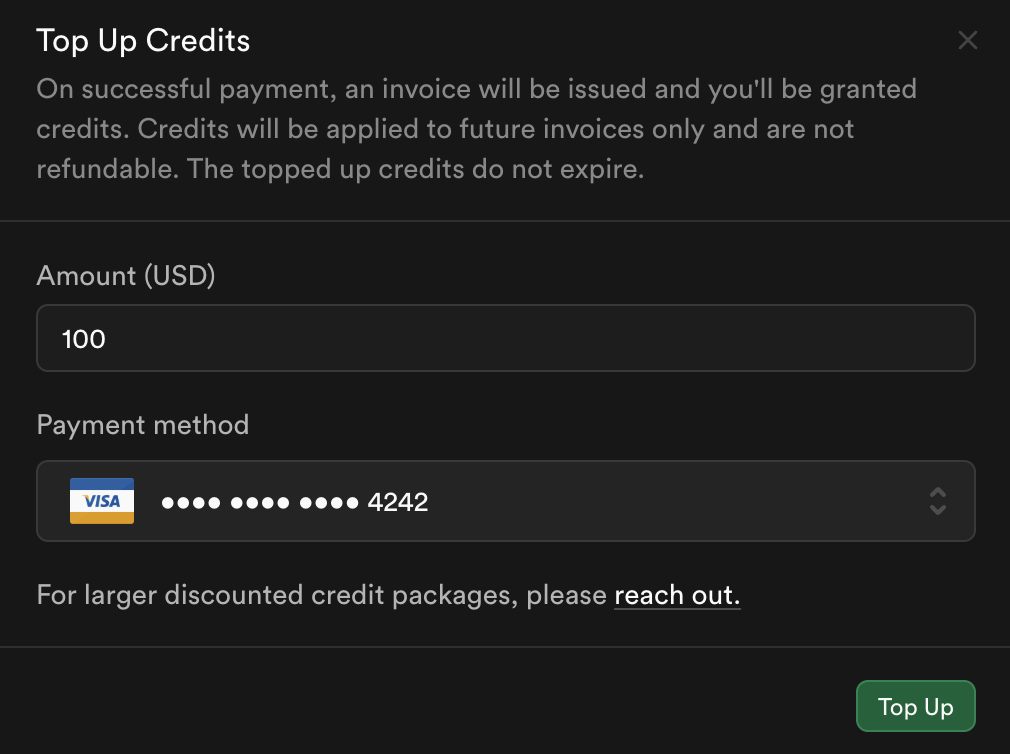 Top Up Credits
On successful payment, an invoice will be issued and you'll be granted
credits. Credits will be applied to future invoices only and are not
refundable. The topped up credits do not expire.
Amount (USD)
100
Payment method
VISA •••• •••• •••• 4242
For larger discounted credit packages, please reach out.
Top Up